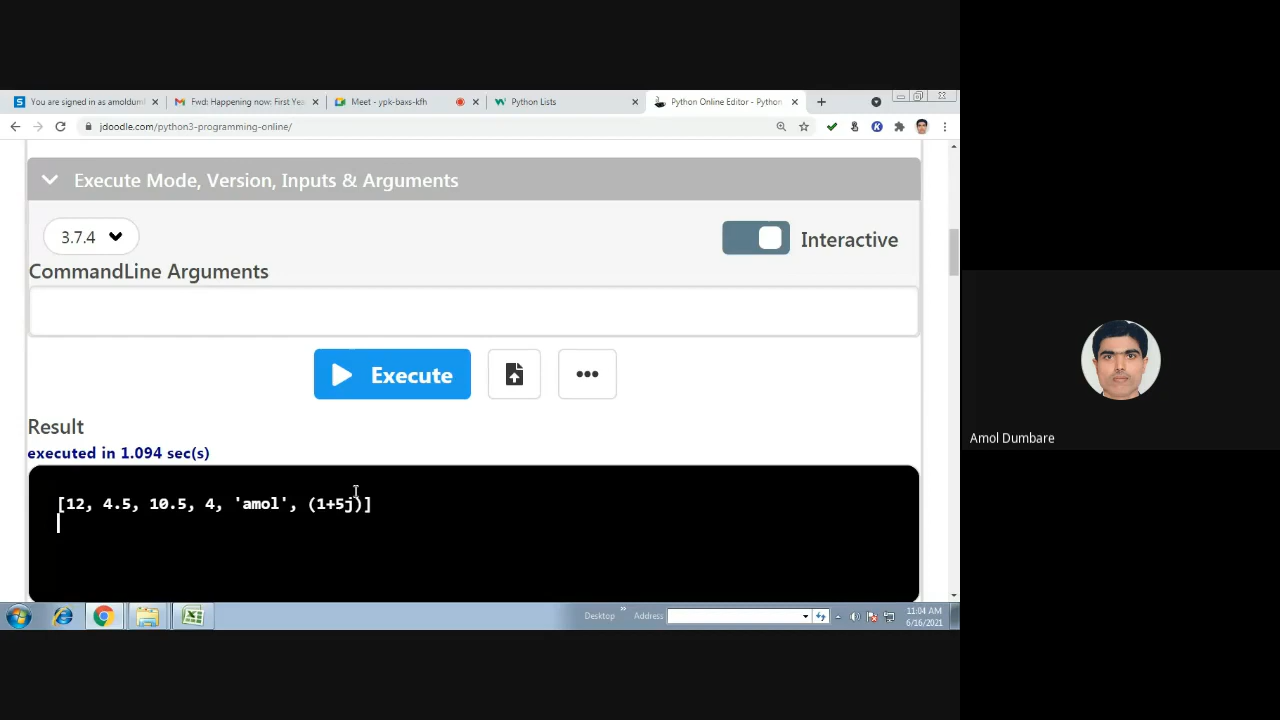 You are signed in as amoldumb
Fwd: Happening now: First Yea
Meet - ypk-baxs-kfh
Python Lists
Python Online Editor - Python
jdoodle.com/python3-programming-online/
Execute Mode, Version, Inputs & Arguments
3.7.4
Interactive
CommandLine Arguments
Execute
Result
executed in 1.094 sec(s)
[12, 4.5, 10.5, 4, 'amol', (1+5j)]
Amol Dumbare
Desktop
Address
11:04 AM
6/16/2021